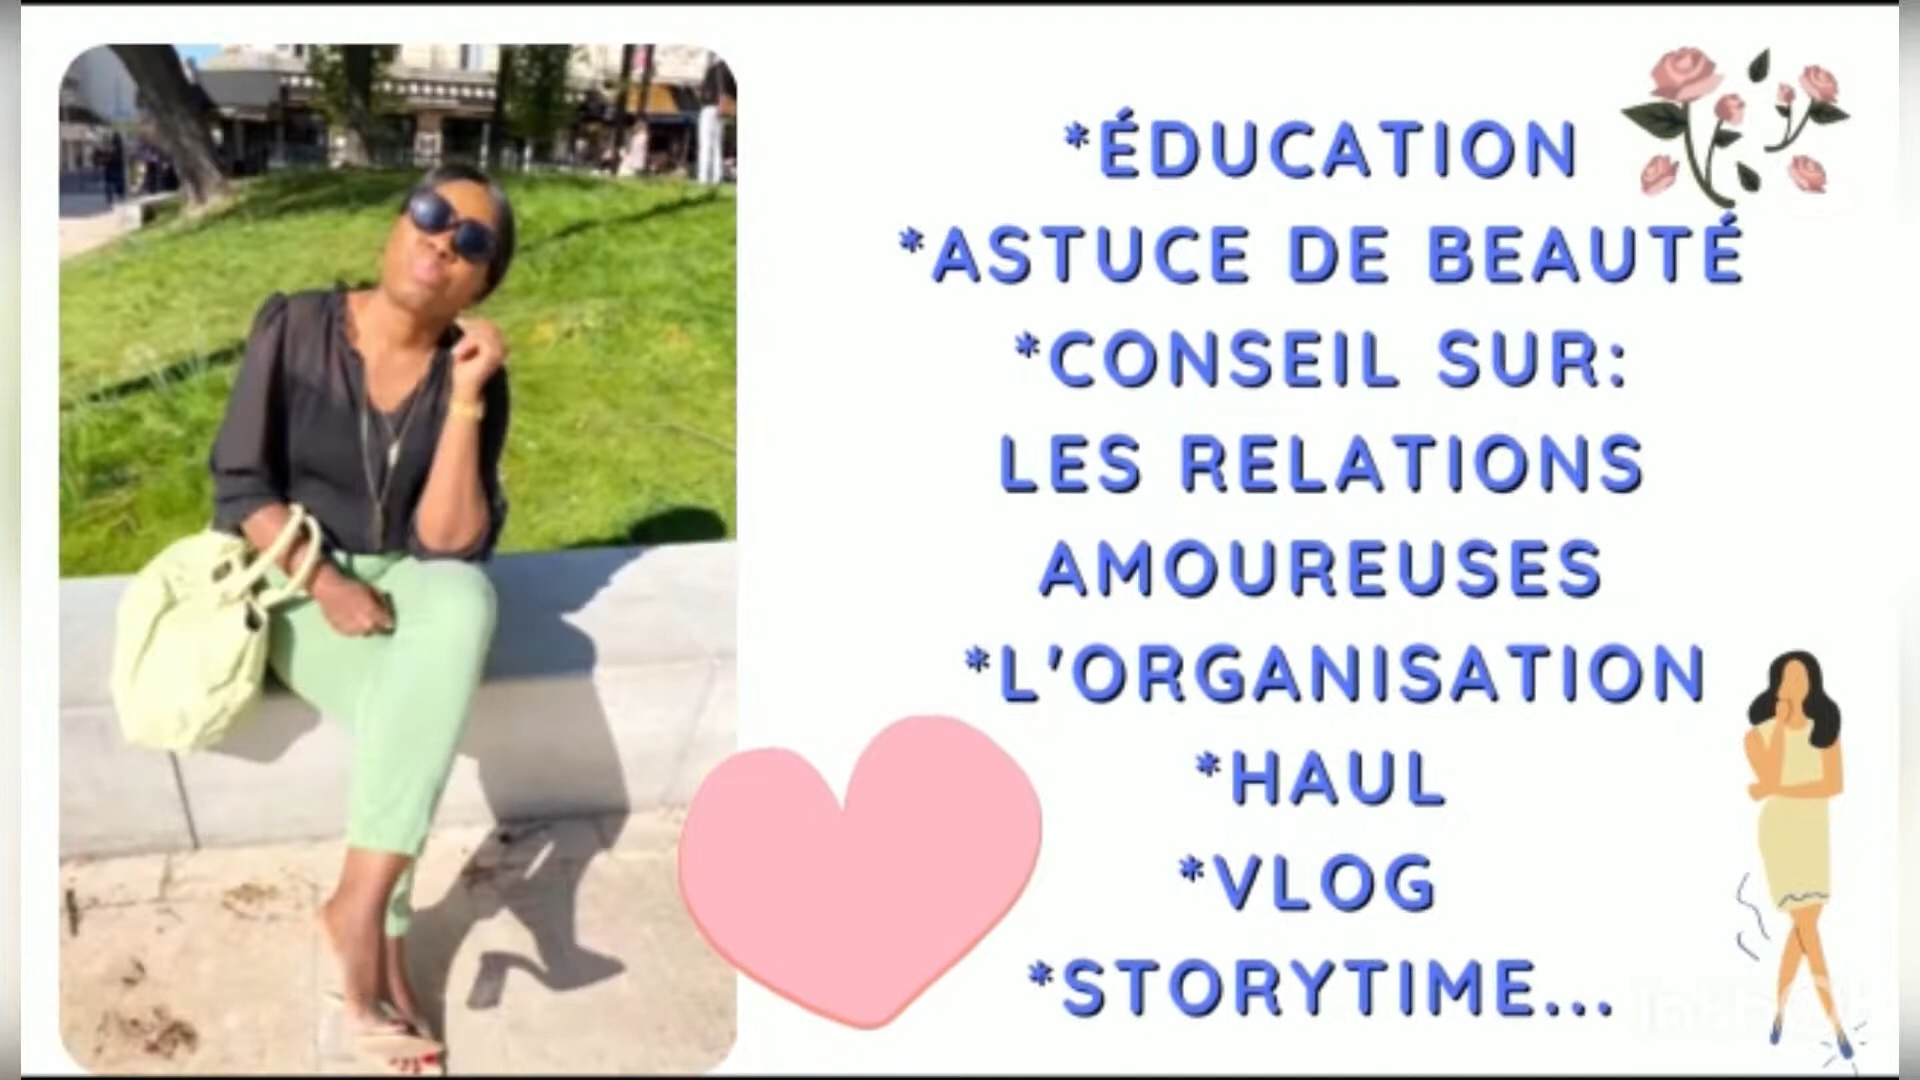 *ÉDUCATION
*ASTUCE DE BEAUTÉ
*CONSEIL SUR:
LES RELATIONS
AMOUREUSES
*L'ORGANISATION
*HAUL
*VLOG
*STORYTIME...